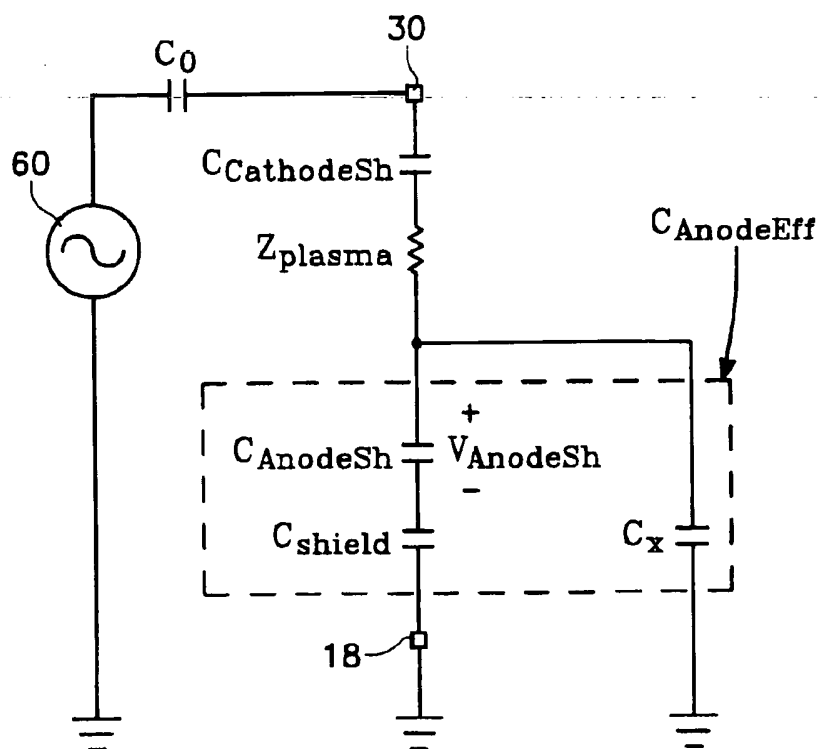 30
C0
CCathodeSh
60
Zplasma
CAnodeEff
+
CAnodeSh
VAnodeSh
-
Cshield
Cx
18